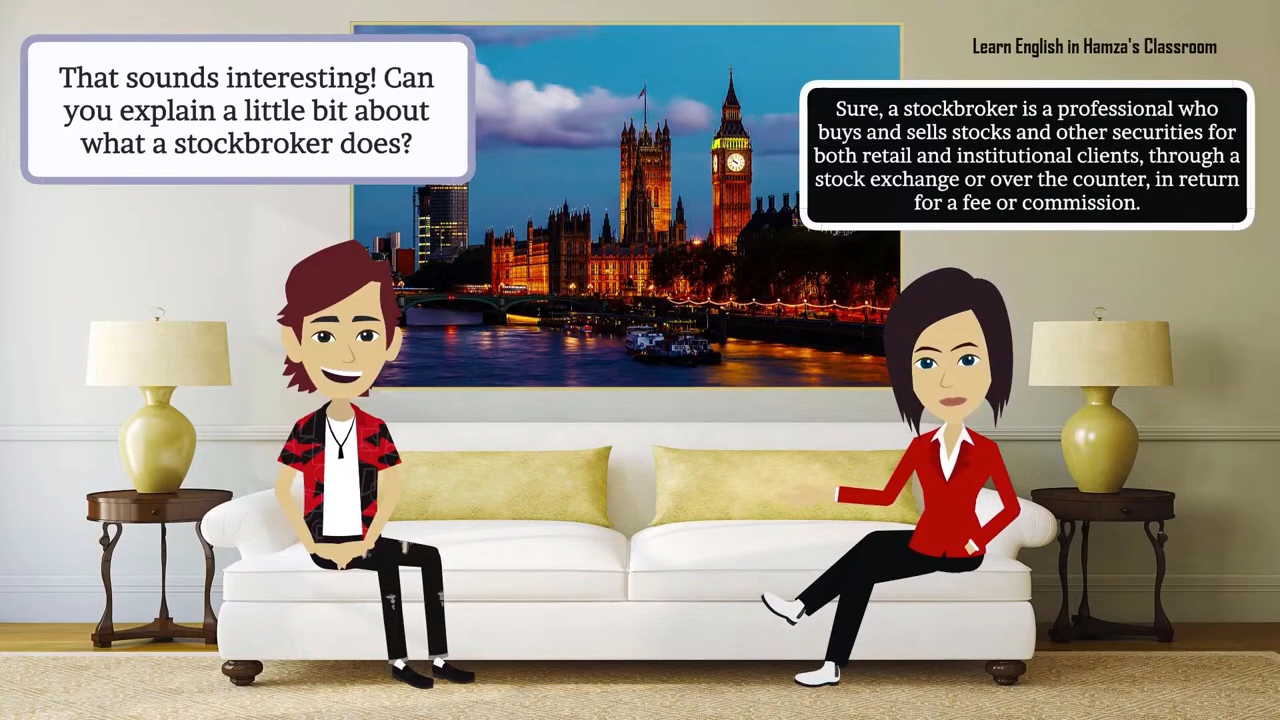 That sounds interesting! Can
you explain a little bit about
what a stockbroker does?
Learn English in Hamza's Classroom
Sure, a stockbroker is a professional who
buys and sells stocks and other securities for
both retail and institutional clients, through a
stock exchange or over the counter, in return
for a fee or commission.